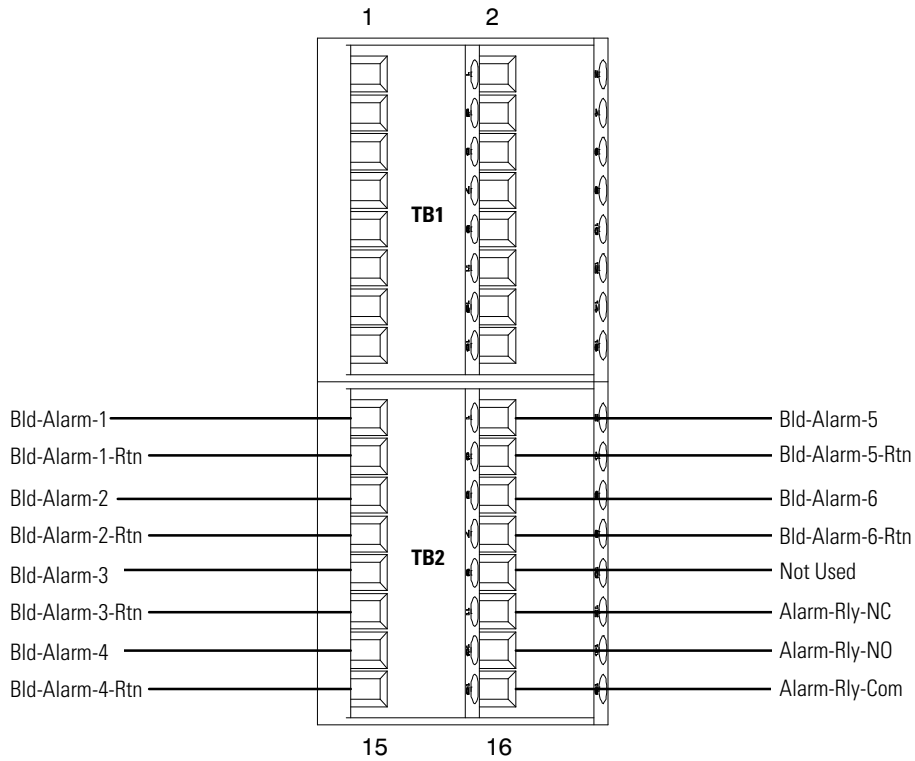 1 2
TB1
Bld-Alarm-1
Bld-Alarm-1-Rtn
Bld-Alarm-2
Bld-Alarm-2-Rtn
Bld-Alarm-3
Bld-Alarm-3-Rtn
Bld-Alarm-4
Bld-Alarm-4-Rtn
TB2
Bld-Alarm-5
Bld-Alarm-5-Rtn
Bld-Alarm-6
Bld-Alarm-6-Rtn
Not Used
Alarm-Rly-NC
Alarm-Rly-NO
Alarm-Rly-Com
15 16